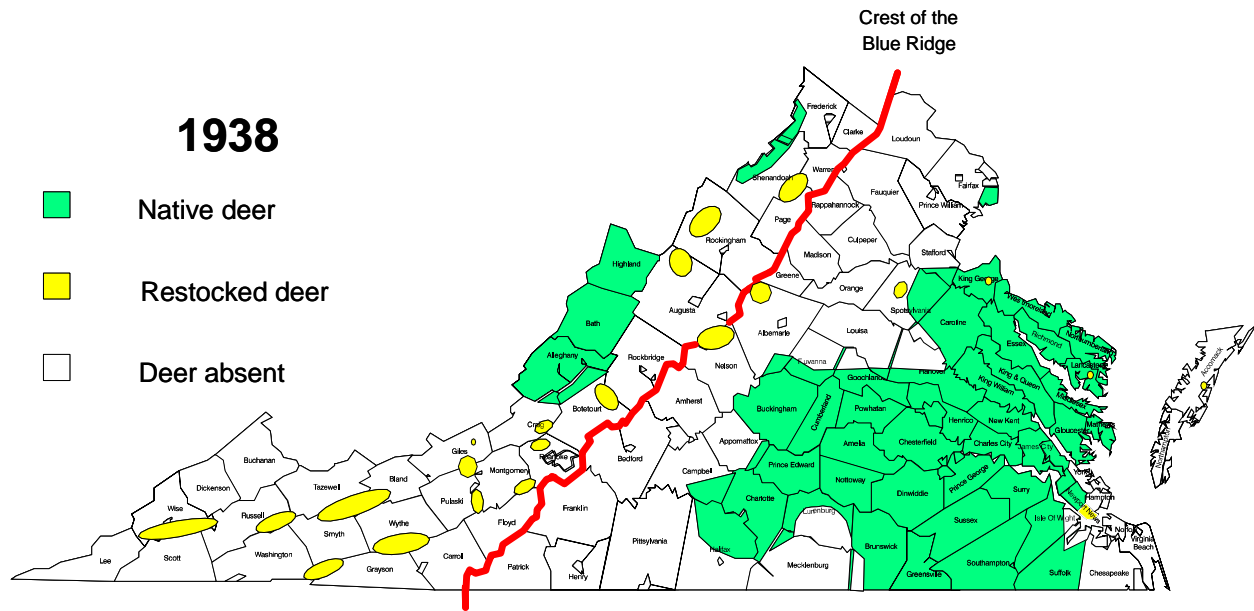 Crest of the
Blue Ridge
1938
Native deer
Restocked deer
Deer absent
Frederick
Clarke
Loudoun
Warren
Shenandoah
Fauquier
Fairfax
Rappahannock
Prince William
Page
Rockingham
Culpeper
Madison
Stafford
Highland
Greene
Orange
King George
Augusta
Spotsylvania
Westmoreland
Bath
Albemarle
Louisa
Caroline
Richmond
Northumberland
Essex
Alleghany
Rockbridge
Nelson
Lancaster
Accomack
Goochland
Hanover
King & Queen
King William
Middlesex
Botetourt
Amherst
Buckingham
Cumberland
Powhatan
Henrico
New Kent
Gloucester
Craig
Appomattox
Amelia
Chesterfield
Charles City
James City
Northampton
Giles
Roanoke
Bedford
Campbell
Prince Edward
Prince George
York
Buchanan
Bland
Montgomery
Nottoway
Dinwiddie
Surry
Hampton
Dickenson
Tazewell
Pulaski
Charlotte
Newport News
Wise
Russell
Wythe
Floyd
Franklin
Lunenburg
Sussex
Isle Of Wight
Norfolk
Smyth
Pittsylvania
Halifax
Brunswick
Virginia
Beach
Lee
Scott
Washington
Grayson
Carroll
Patrick
Henry
Mecklenburg
Greensville
Southampton
Suffolk
Chesapeake